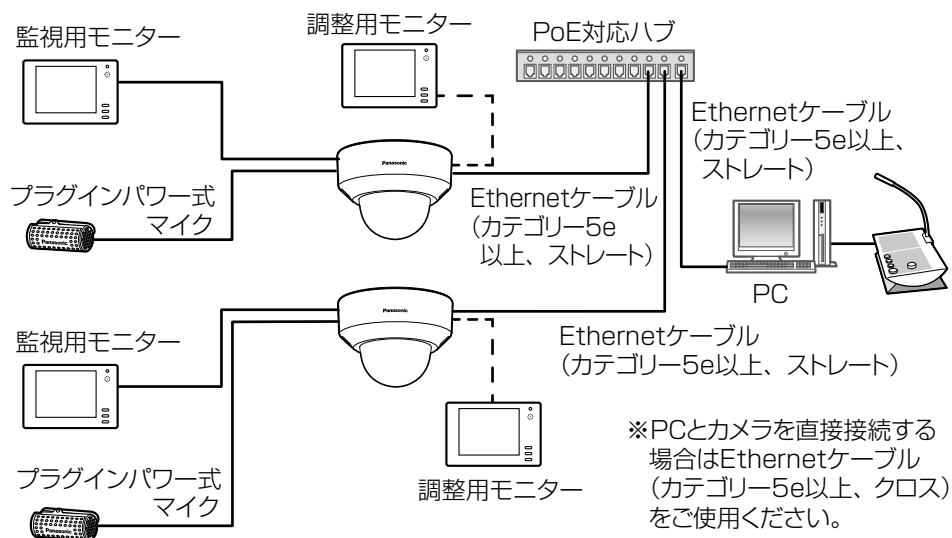 監視用モニター
調整用モニター
PoE対応ハブ
Ethernetケーブル
（カテゴリー5e以上、
ストレート）
Panasonic
プラグインパワー式
マイク
Panasonic
Ethernetケーブル
（カテゴリー5e
以上、ストレート）
PC
Panasonic
監視用モニター
Ethernetケーブル
（カテゴリー5e以上、ストレート）
調整用モニター
プラグインパワー式
マイク
Panasonic
※PCとカメラを直接接続する
場合はEthernetケーブル
（カテゴリー5e以上、クロス）
をご使用ください。